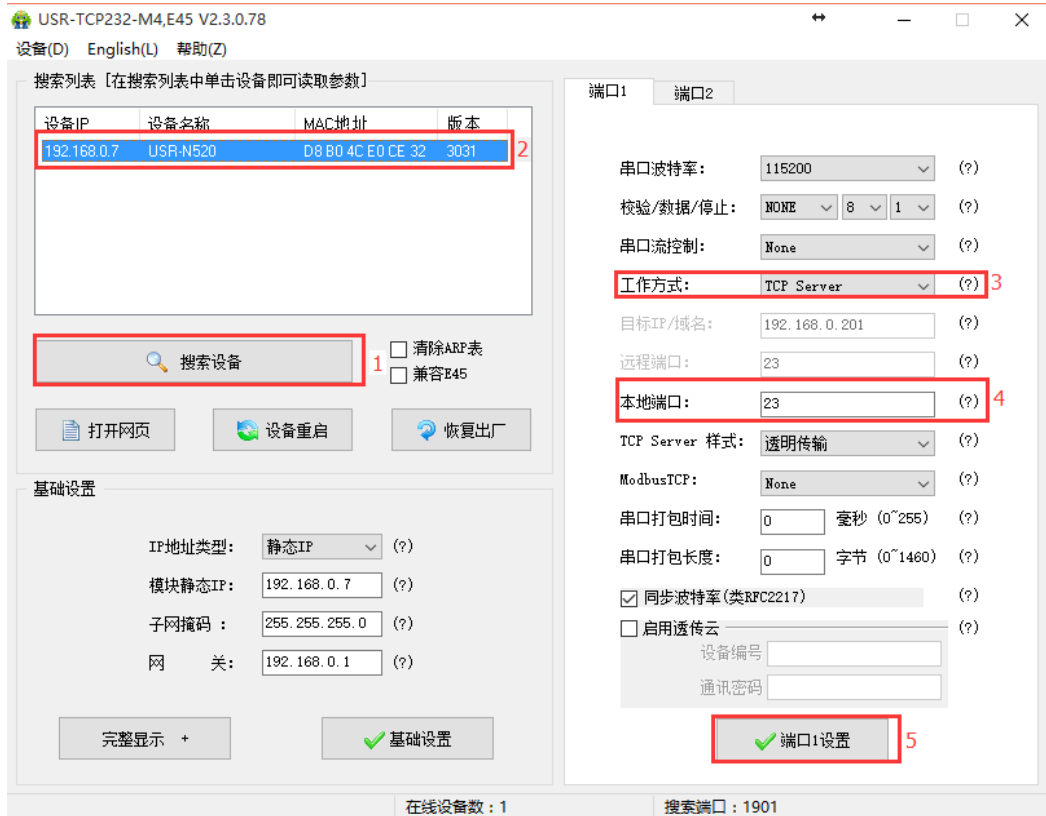 USR-TCP232-M4,E45 V2.3.0.78
设备(D) English(L) 帮助(Z)
搜索列表 [在搜索列表中单击设备即可读取参数]
设备IP 设备名称 MAC地址 版本
192.168.0.7 USR-N520 D8 B0 4C E0 CE 32 3031 2
搜索设备 1
清除ARP表
兼容E45
打开网页 设备重启 恢复出厂
基础设置
IP地址类型: 静态IP (?)
模块静态IP: 192.168.0.7 (?)
子网掩码 : 255.255.255.0 (?)
网 关: 192.168.0.1 (?)
完整显示 + 基础设置
端口1 端口2
串口波特率: 115200 (?)
校验/数据/停止: NONE 8 1 (?)
串口流控制: None (?)
工作方式: TCP Server (?) 3
目标IP/域名: 192.168.0.201 (?)
远程端口: 23 (?)
本地端口: 23 (?) 4
TCP Server 样式: 透明传输 (?)
ModbusTCP: None (?)
串口打包时间: 0 毫秒 (0~255) (?)
串口打包长度: 0 字节 (0~1460) (?)
同步波特率(类RFC2217) (?)
启用透传云 (?)
设备编号
通讯密码
端口1设置 5
在线设备数:1 搜索端口:1901